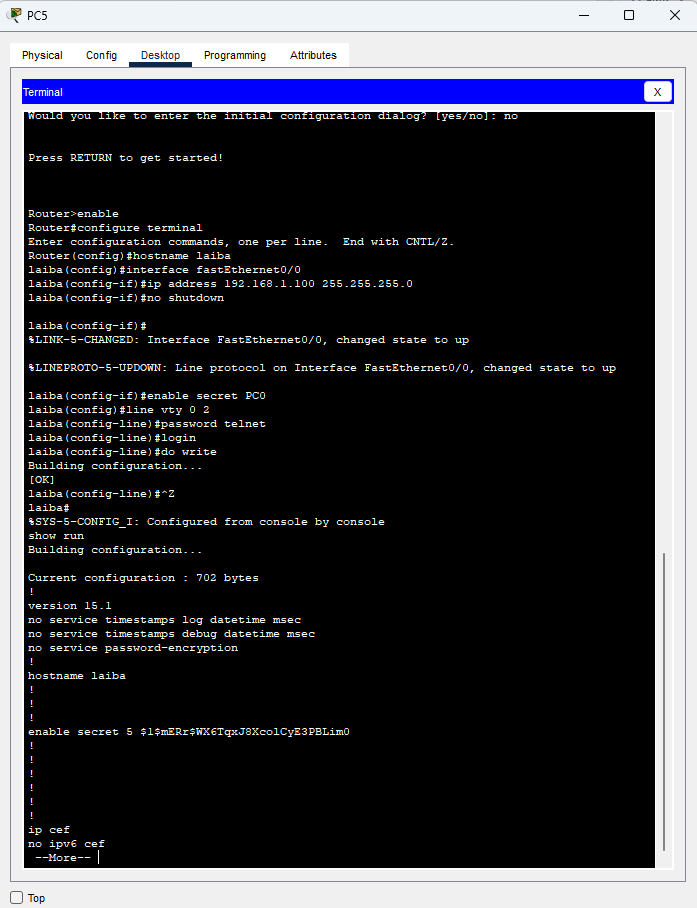 PC5
Physical Config Desktop Programming Attributes
Terminal X
Would you like to enter the initial configuration dialog? [yes/no]: no
Press RETURN to get started!
Router>enable
Router#configure terminal
Enter configuration commands, one per line.  End with CNTL/Z.
Router(config)#hostname laiba
laiba(config)#interface fastEthernet0/0
laiba(config-if)#ip address 192.168.1.100 255.255.255.0
laiba(config-if)#no shutdown
laiba(config-if)#
%LINK-5-CHANGED: Interface FastEthernet0/0, changed state to up
%LINEPROTO-5-UPDOWN: Line protocol on Interface FastEthernet0/0, changed state to up
laiba(config-if)#enable secret PC0
laiba(config)#line vty 0 2
laiba(config-line)#password telnet
laiba(config-line)#login
laiba(config-line)#do write
Building configuration...
[OK]
laiba(config-line)#^Z
laiba#
%SYS-5-CONFIG_I: Configured from console by console
show run
Building configuration...
Current configuration : 702 bytes
!
version 15.1
no service timestamps log datetime msec
no service timestamps debug datetime msec
no service password-encryption
!
hostname laiba
!
!
!
enable secret 5 $1$mERr$WX6TqxJ8XcolCyE3PBLim0
!
!
!
!
!
!
ip cef
no ipv6 cef
--More--
Top